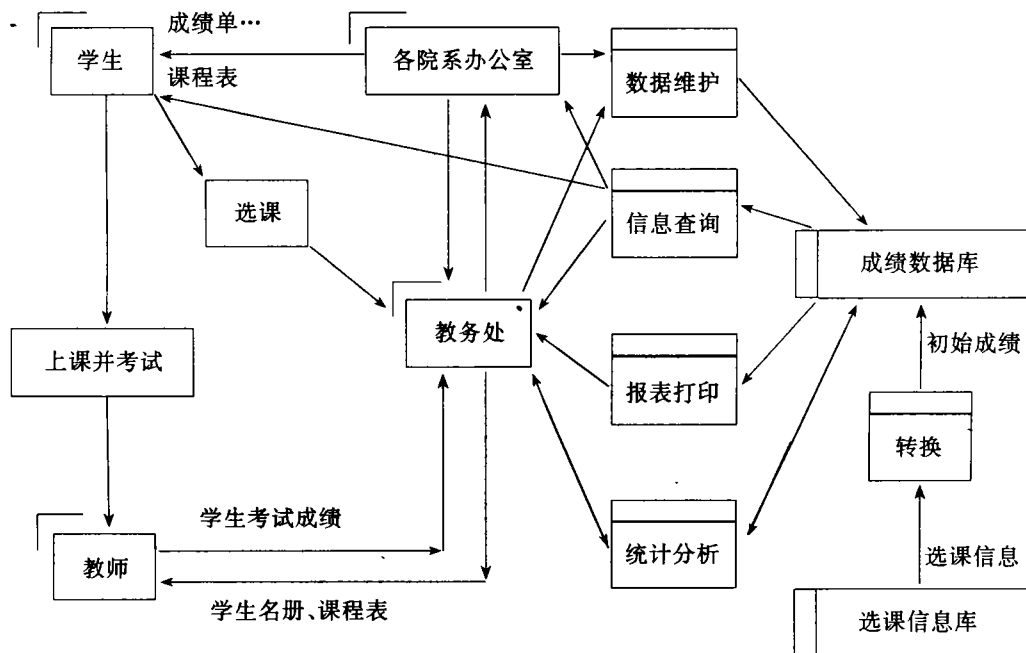 成绩单…
学生
各院系办公室
课程表
数据维护
选课
信息查询
成绩数据库
教务处
初始成绩
上课并考试
报表打印
转换
学生考试成绩
教师
统计分析
选课信息
学生名册、课程表
选课信息库